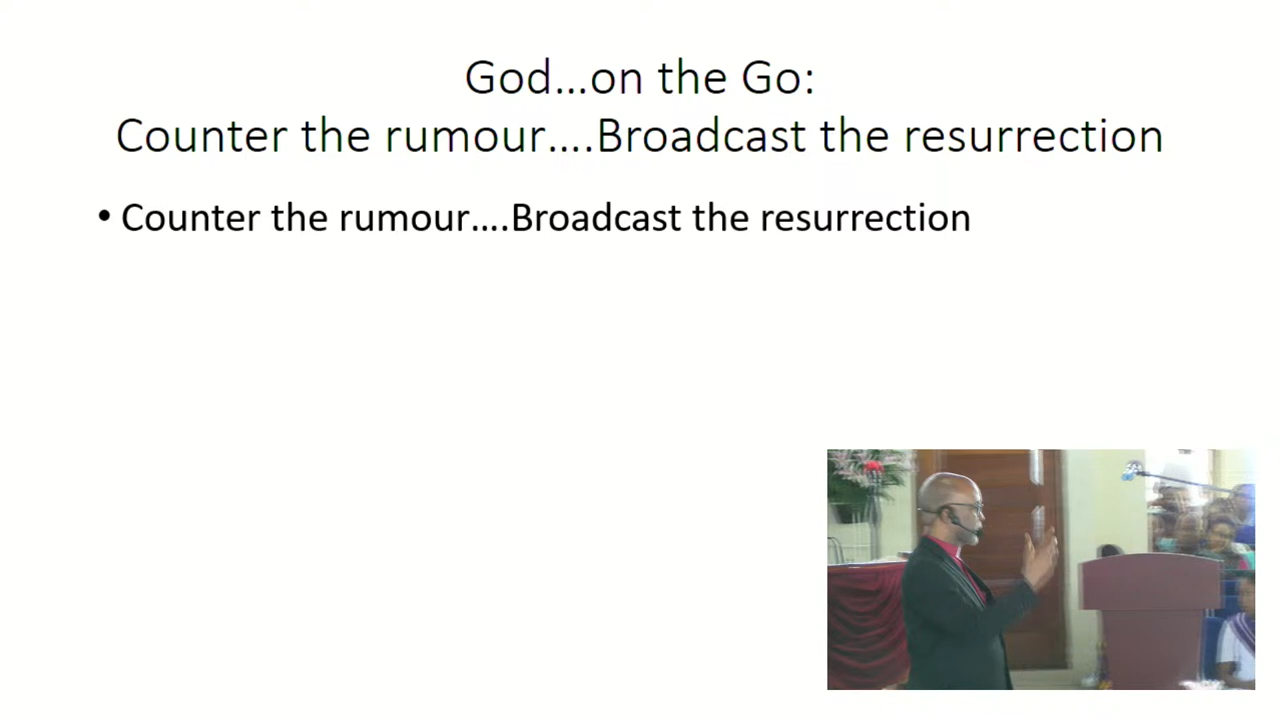 God...on the Go:
Counter the rumour....Broadcast the resurrection
• Counter the rumour....Broadcast the resurrection